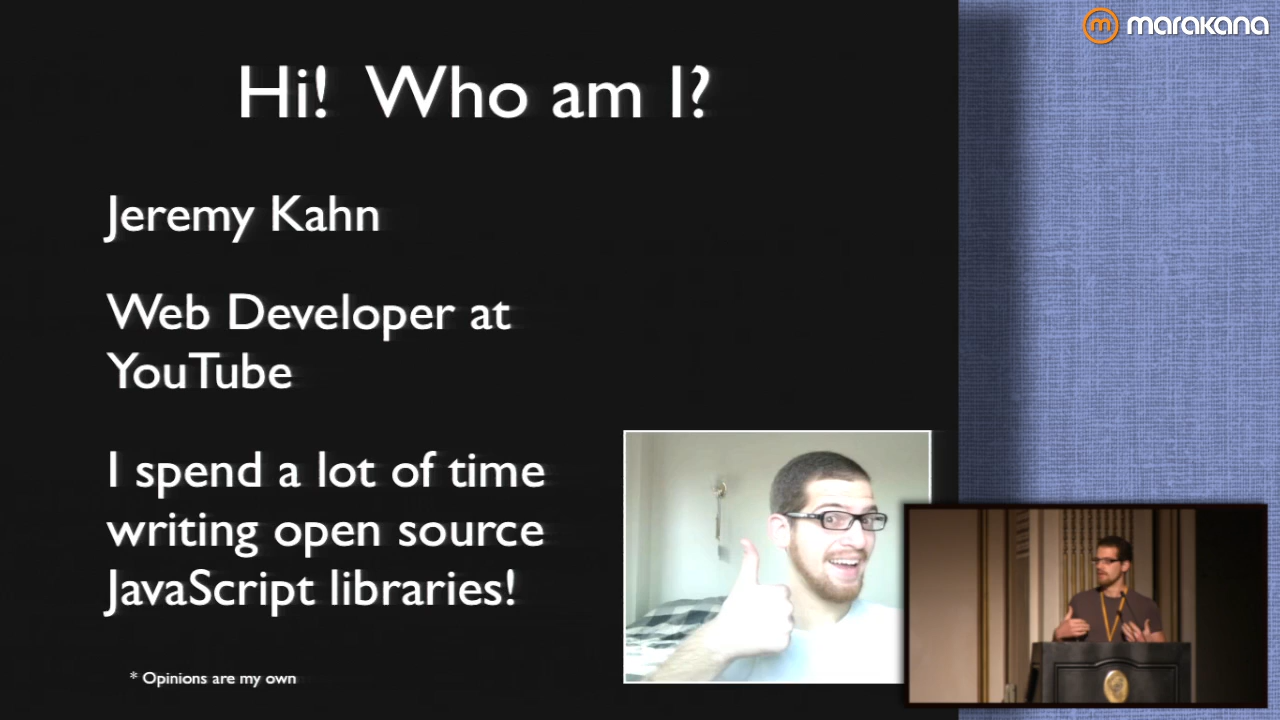 marakana
Hi! Who am I?
Jeremy Kahn
Web Developer at
YouTube
I spend a lot of time
writing open source
JavaScript libraries!
* Opinions are my own